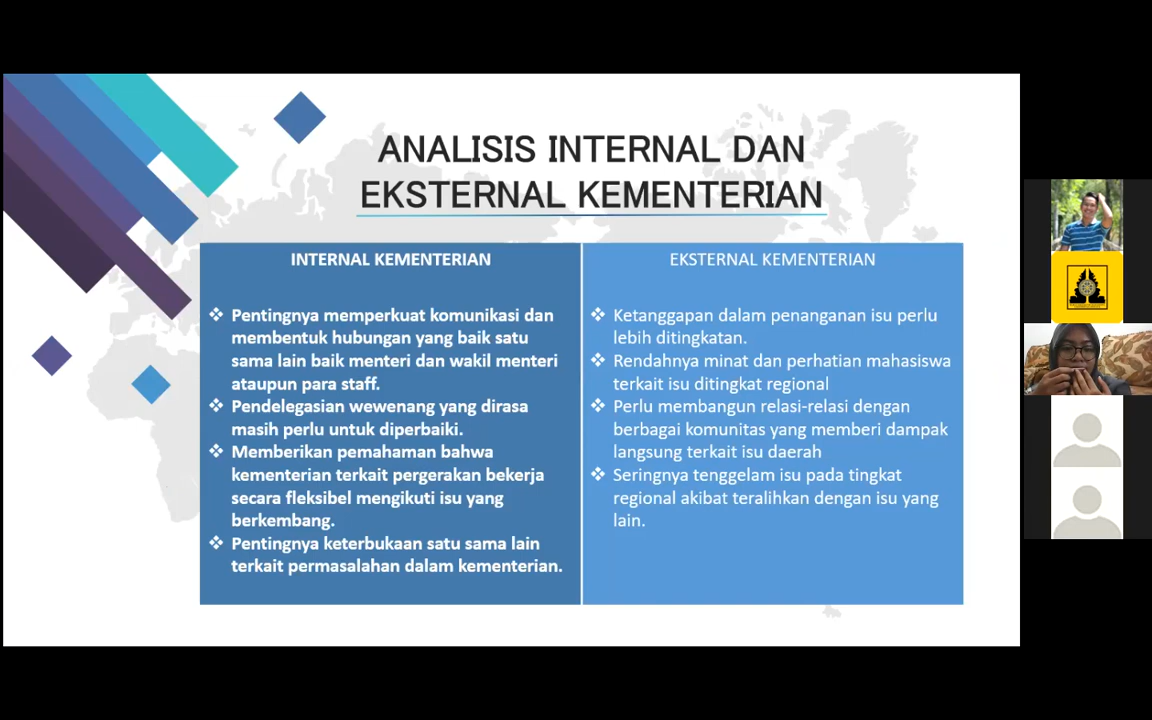 ANALISIS INTERNAL DAN
EKSTERNAL KEMENTERIAN
INTERNAL KEMENTERIAN
❖ Pentingnya memperkuat komunikasi dan
membentuk hubungan yang baik satu
sama lain baik menteri dan wakil menteri
ataupun para staff.
❖ Pendelegasian wewenang yang dirasa
masih perlu untuk diperbaiki.
❖ Memberikan pemahaman bahwa
kementerian terkait pergerakan bekerja
secara fleksibel mengikuti isu yang
berkembang.
❖ Pentingnya keterbukaan satu sama lain
terkait permasalahan dalam kementerian.
EKSTERNAL KEMENTERIAN
❖ Ketanggapan dalam penanganan isu perlu
lebih ditingkatan.
❖ Rendahnya minat dan perhatian mahasiswa
terkait isu ditingkat regional
❖ Perlu membangun relasi-relasi dengan
berbagai komunitas yang memberi dampak
langsung terkait isu daerah
❖ Seringnya tenggelam isu pada tingkat
regional akibat teralihkan dengan isu yang
lain.